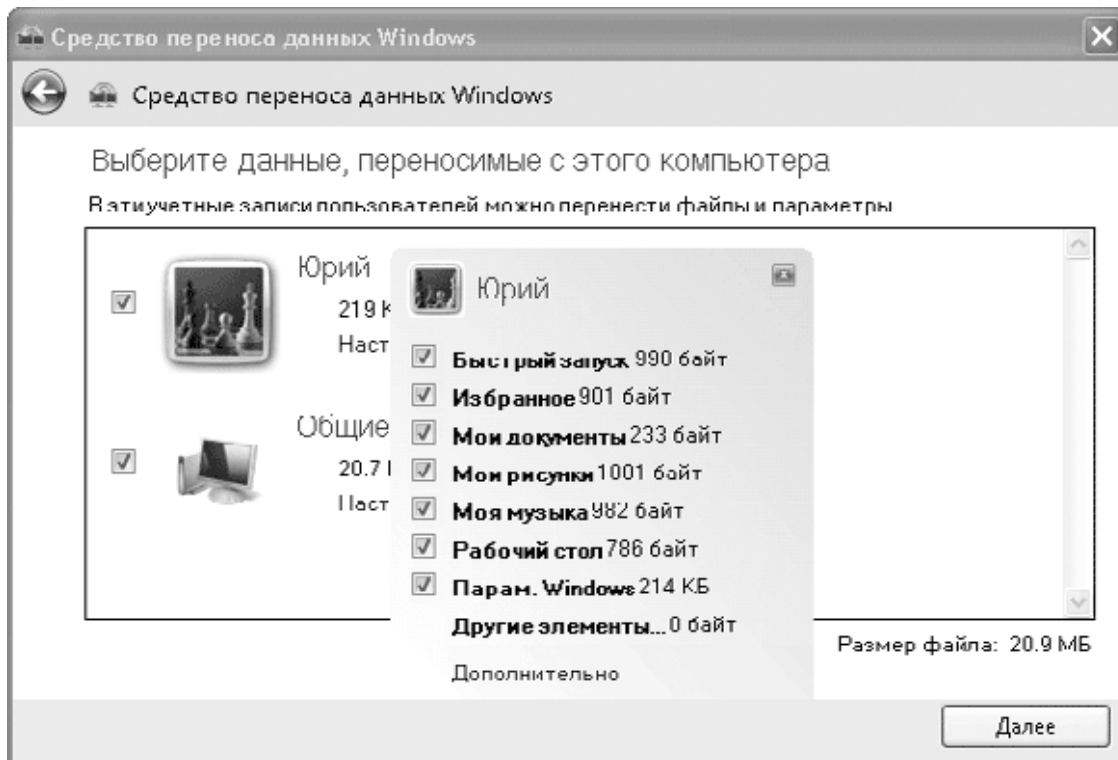 Средство переноса данных Windows
Средство переноса данных Windows
Выберите данные, переносимые с этого компьютера
В эти учетные записи пользователей можно перенести файлы и параметры
Юрий
219 К
Наст
Общие
20.7
Наст
Юрий
Быстрый запуск 990 байт
Избранное 901 байт
Мои документы 233 байт
Мои рисунки 1001 байт
Моя музыка 982 байт
Рабочий стол 786 байт
Парам. Windows 214 КБ
Другие элементы... 0 байт
Дополнительно
Размер файла: 20.9 МБ
Далее